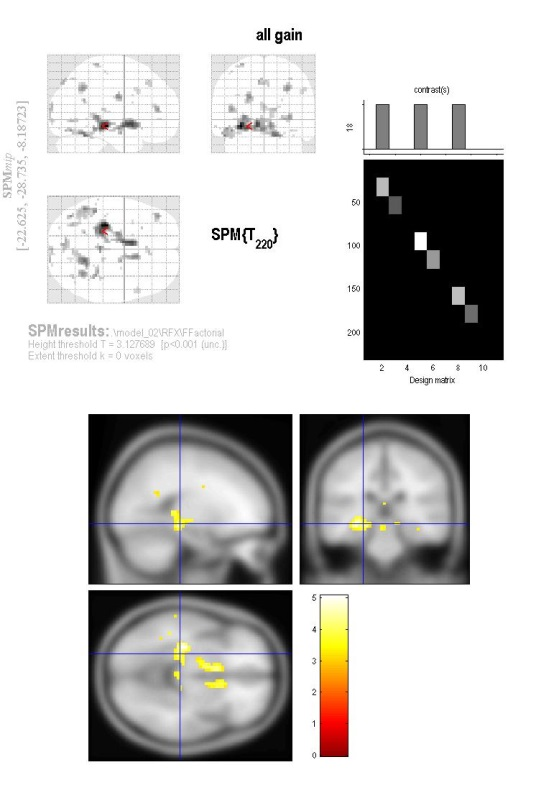 all gain
SPMmip
[-22.625, -28.735, -8.18723]
contrast(s)
18
SPM{T220}
50
100
150
200
2 4 6 8 10
Design matrix
SPMresults: .\model_02\RFX\FFactorial
Height threshold T = 3.127689 [p<0.001 (unc.)]
Extent threshold k = 0 voxels
5
4
3
2
1
0